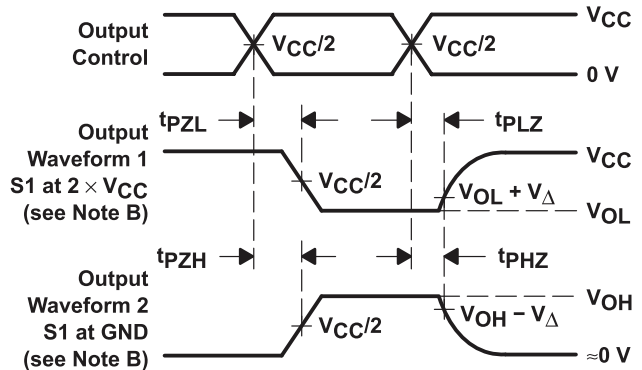 Output
Control
VCC/2
VCC/2
VCC
0 V
tPZL
tPLZ
Output
Waveform 1
S1 at 2 × VCC
(see Note B)
VCC/2
VCC
VOL + VΔ
VOL
tPZH
tPHZ
Output
Waveform 2
S1 at GND
(see Note B)
VCC/2
VOH
VOH − VΔ
≈0 V